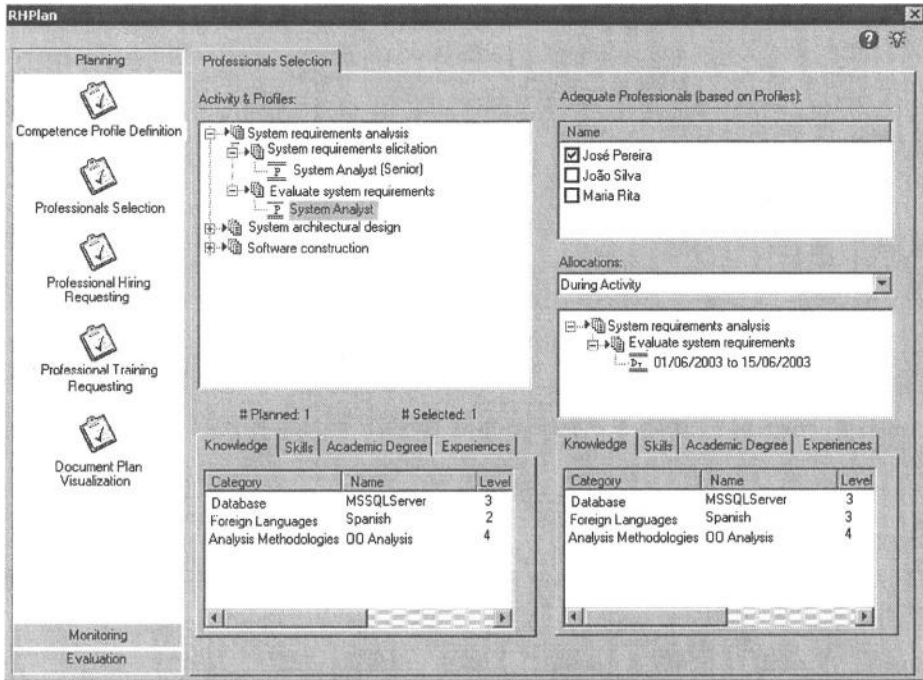 RHPlan
Planning
Competence Profile Definition
Professionals Selection
Professional Hiring
Requesting
Professional Training
Requesting
Document Plan
Visualization
Monitoring
Evaluation
Professionals Selection
Activity & Profiles:
System requirements analysis
System requirements elicitation
P System Analyst (Senior)
Evaluate system requirements
P System Analyst
System architectural design
Software construction
# Planned: 1 # Selected: 1
Knowledge Skills Academic Degree Experiences
Category Name Level
Database MSSQLServer 3
Foreign Languages Spanish 2
Analysis Methodologies OO Analysis 4
Adequate Professionals (based on Profiles):
Name
José Pereira
João Silva
Maria Rita
Allocations:
During Activity
System requirements analysis
Evaluate system requirements
DT 01/06/2003 to 15/06/2003
Knowledge Skills Academic Degree Experiences
Category Name Level
Database MSSQLServer 3
Foreign Languages Spanish 3
Analysis Methodologies OO Analysis 4